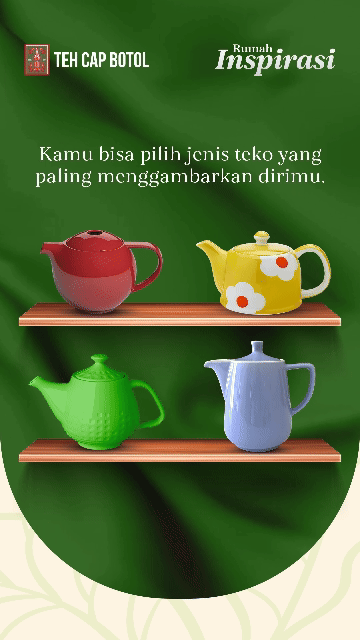 TEH CAP BOTOL
Rumah
Inspirasi
Kamu bisa pilih jenis teko yang
paling menggambarkan dirimu.